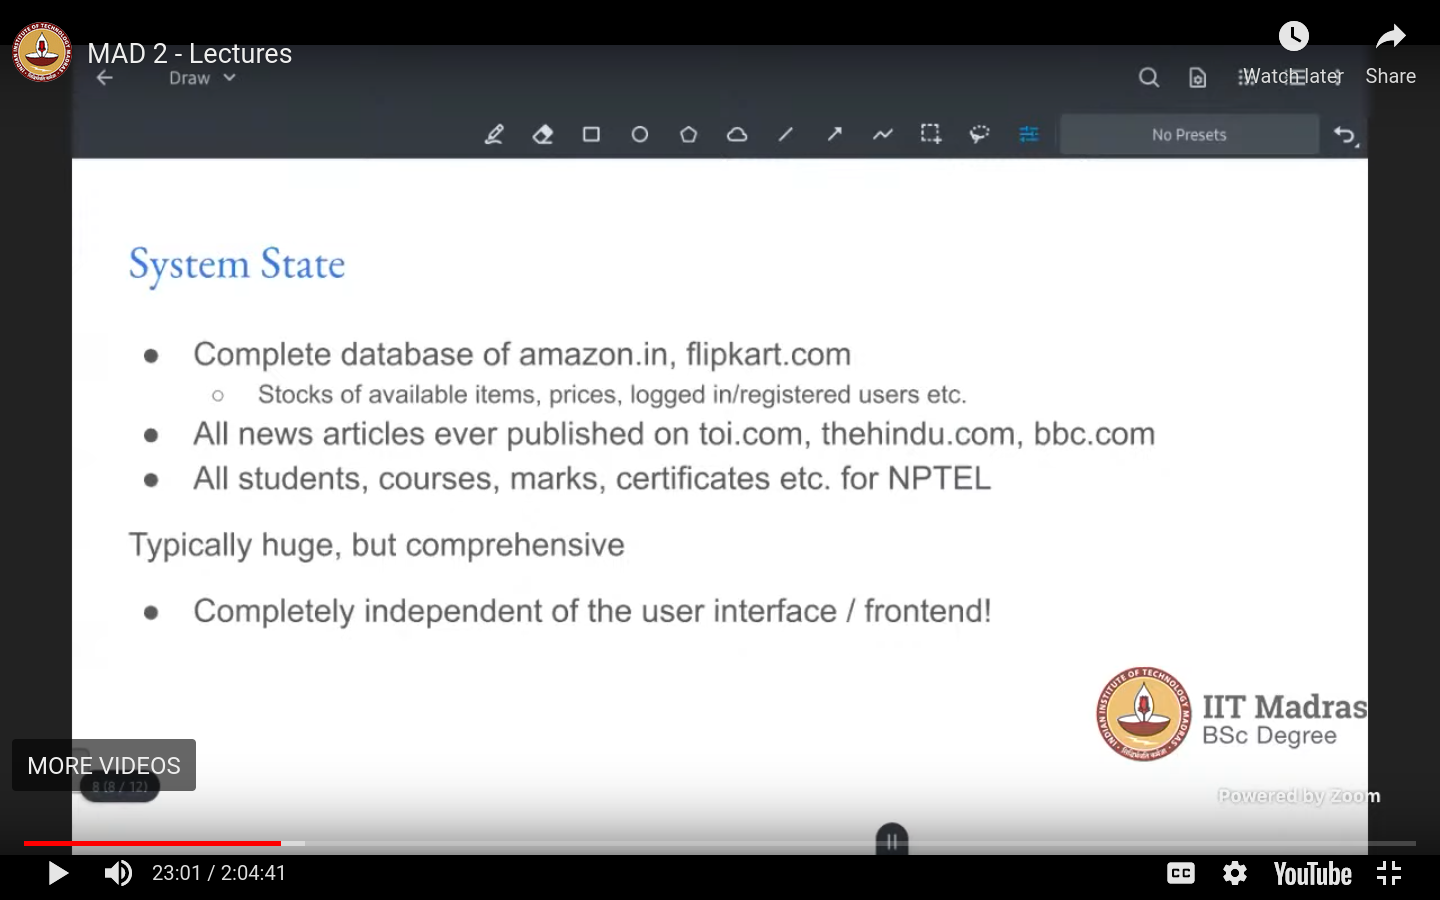 MAD 2 - Lectures
Watch later
Share
Draw
No Presets
System State
● Complete database of amazon.in, flipkart.com
○ Stocks of available items, prices, logged in/registered users etc.
● All news articles ever published on toi.com, thehindu.com, bbc.com
● All students, courses, marks, certificates etc. for NPTEL
Typically huge, but comprehensive
● Completely independent of the user interface / frontend!
IIT Madras
BSc Degree
MORE VIDEOS
8 (8 / 12)
Powered by Zoom
23:01 / 2:04:41
CC
YouTube